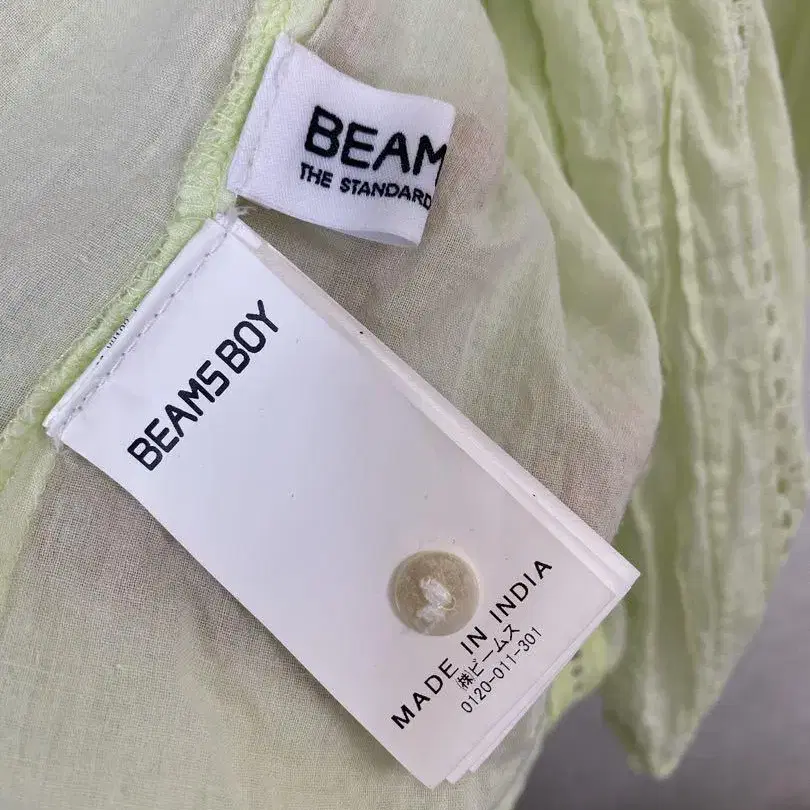 BEAM
THE STANDARD
BEAMS BOY
MADE IN INDIA
㈱ビームス
0120-011-301